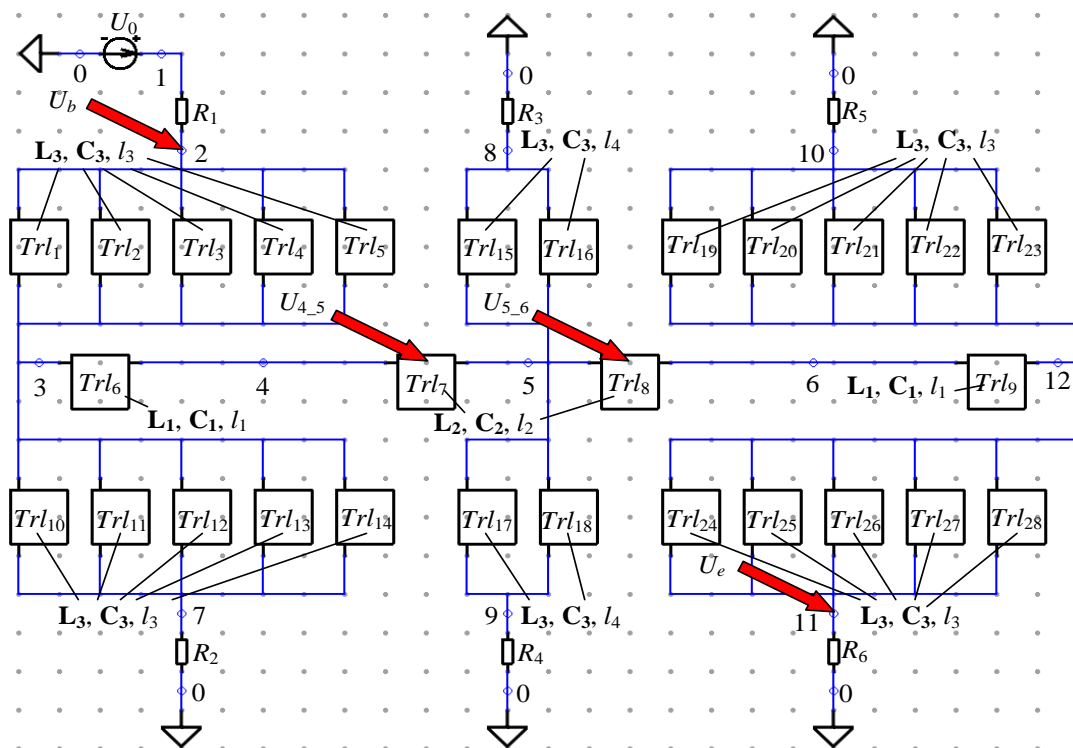 U₀
- +
0 1 0 0
U_b R₁ R₃ R₅
L₃, C₃, l₃ 2 8 L₃, C₃, l₄ 10 L₃, C₃, l₃
Trl₁ Trl₂ Trl₃ Trl₄ Trl₅ Trl₁₅ Trl₁₆ Trl₁₉ Trl₂₀ Trl₂₁ Trl₂₂ Trl₂₃
U₄_₅ U₅_₆
3 Trl₆ 4 Trl₇ 5 Trl₈ 6 Trl₉ 12
L₁, C₁, l₁ L₂, C₂, l₂ L₁, C₁, l₁
Trl₁₀ Trl₁₁ Trl₁₂ Trl₁₃ Trl₁₄ Trl₁₇ Trl₁₈ Trl₂₄ Trl₂₅ Trl₂₆ Trl₂₇ Trl₂₈
U_e
L₃, C₃, l₃ 7 9 L₃, C₃, l₄ 11 L₃, C₃, l₃
R₂ R₄ R₆
0 0 0